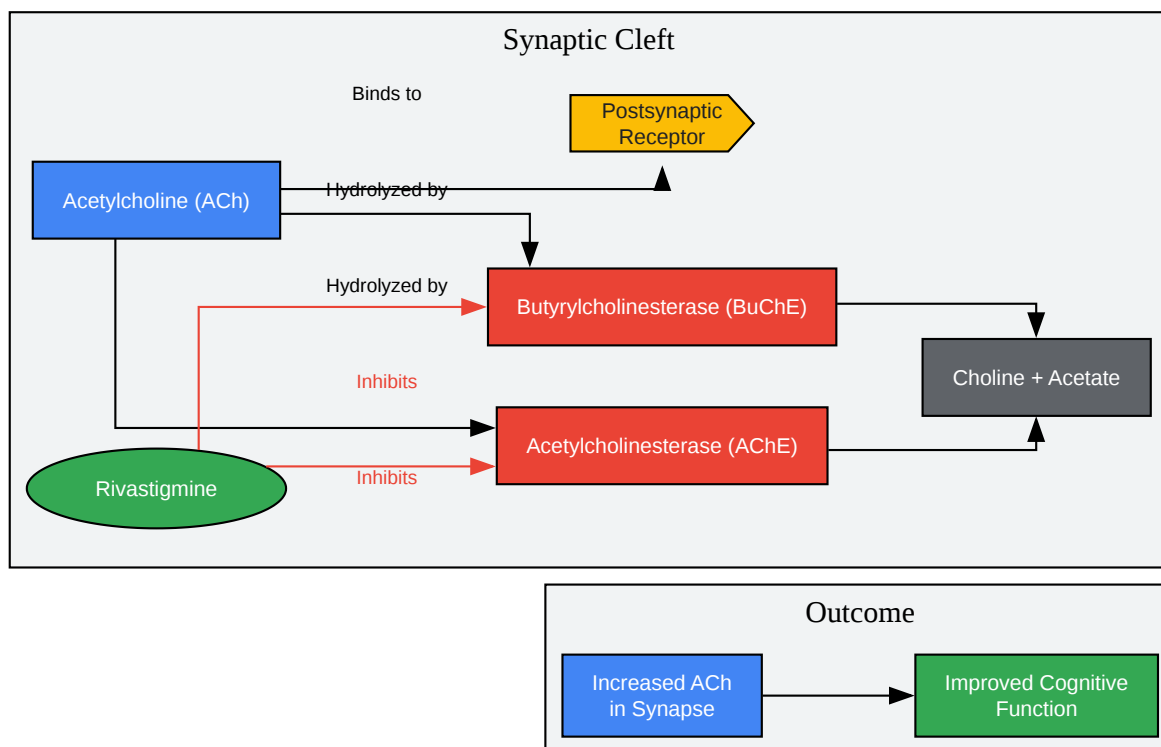 Synaptic Cleft
Binds to
Postsynaptic
Receptor
Acetylcholine (ACh)
Hydrolyzed by
Hydrolyzed by
Butyrylcholinesterase (BuChE)
Choline + Acetate
Inhibits
Acetylcholinesterase (AChE)
Inhibits
Rivastigmine
Outcome
Increased ACh
in Synapse
Improved Cognitive
Function